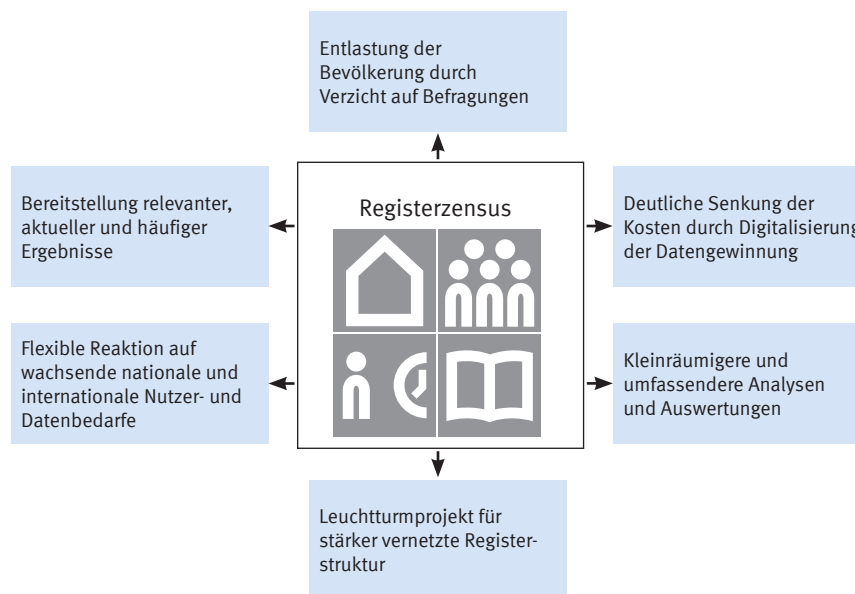 Entlastung der
Bevölkerung durch
Verzicht auf Befragungen
Bereitstellung relevanter,
aktueller und häufiger
Ergebnisse
Registerzensus
Deutliche Senkung der
Kosten durch Digitalisierung
der Datengewinnung
Flexible Reaktion auf
wachsende nationale und
internationale Nutzer- und
Datenbedarfe
Kleinräumigere und
umfassendere Analysen
und Auswertungen
Leuchtturmprojekt für
stärker vernetzte Register-
struktur